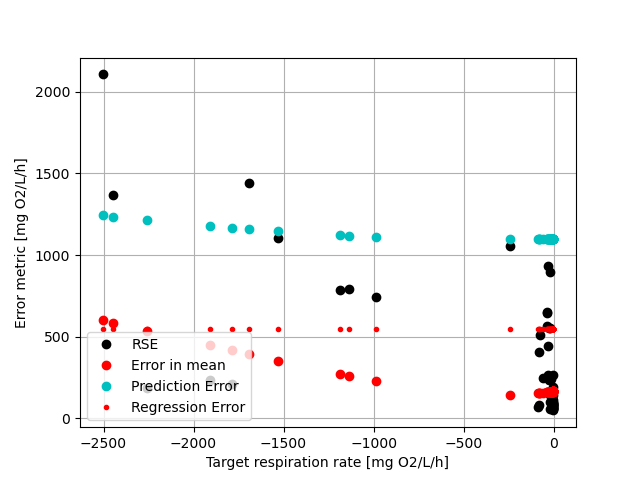 2000
1500
1000
500
0
Error metric [mg O2/L/h]
RSE
Error in mean
Prediction Error
Regression Error
−2500 −2000 −1500 −1000 −500 0
Target respiration rate [mg O2/L/h]